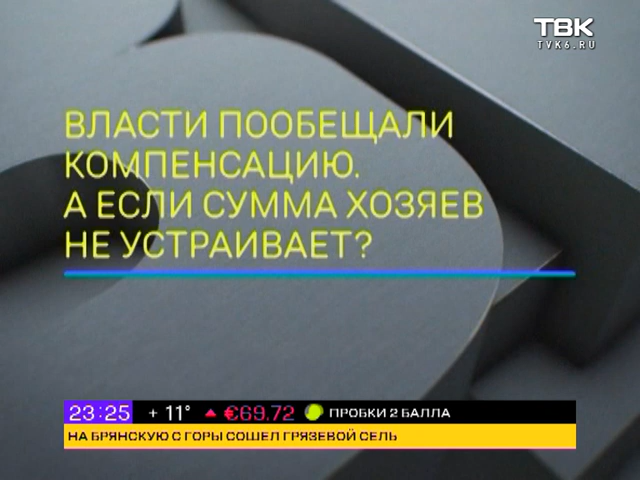 ТВК
TVK6.RU
ВЛАСТИ ПООБЕЩАЛИ
КОМПЕНСАЦИЮ.
А ЕСЛИ СУММА ХОЗЯЕВ
НЕ УСТРАИВАЕТ?
23:25 + 11° €69.72 ПРОБКИ 2 БАЛЛА
НА БРЯНСКУЮ С ГОРЫ СОШЕЛ ГРЯЗЕВОЙ СЕЛЬ